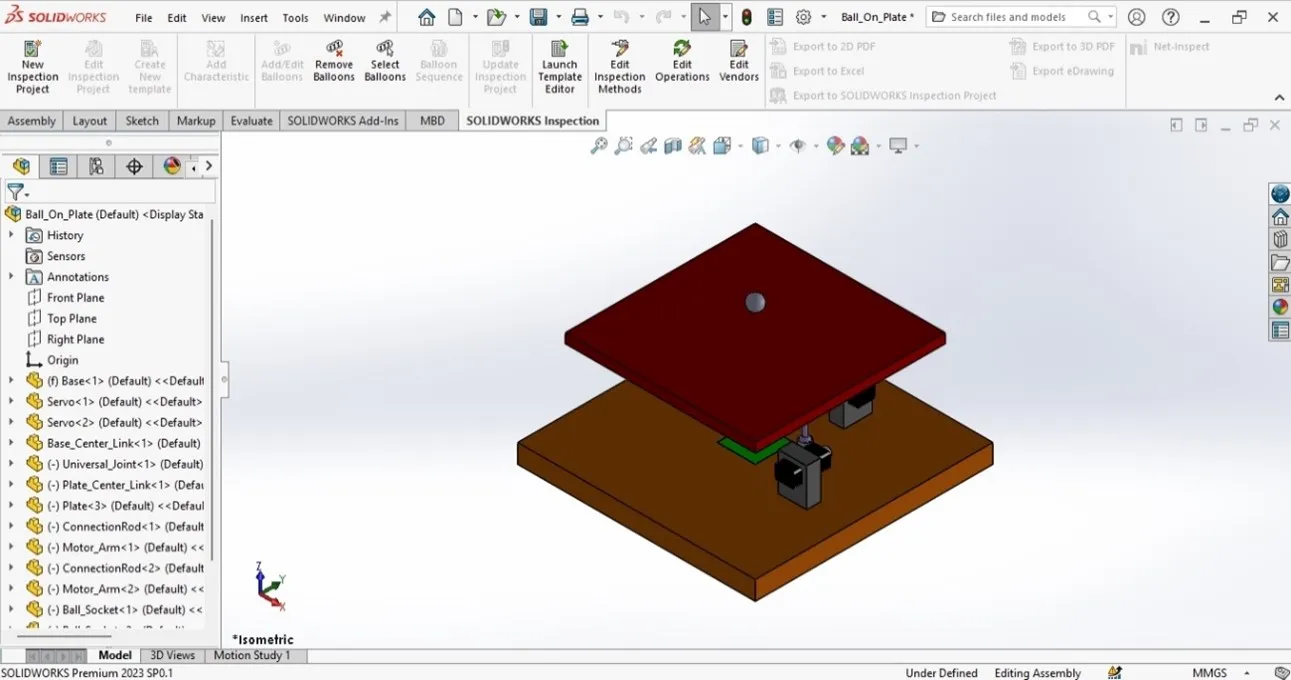 SOLIDWORKS File Edit View Insert Tools Window Ball_On_Plate * Search files and models
New Inspection Project
Edit Inspection Project
Create New template
Add Characteristic
Add/Edit Balloons
Remove Balloons
Select Balloons
Balloon Sequence
Update Inspection Project
Launch Template Editor
Edit Inspection Methods
Edit Operations
Edit Vendors
Export to 2D PDF
Export to Excel
Export to SOLIDWORKS Inspection Project
Export to 3D PDF
Export eDrawing
Net-Inspect
Assembly Layout Sketch Markup Evaluate SOLIDWORKS Add-Ins MBD SOLIDWORKS Inspection
Ball_On_Plate (Default) <Display Sta
History
Sensors
Annotations
Front Plane
Top Plane
Right Plane
Origin
(f) Base<1> (Default) <<Default
Servo<1> (Default) <<Default>
Servo<2> (Default) <<Default>
Base_Center_Link<1> (Default)
(-) Universal_Joint<1> (Default)
(-) Plate_Center_Link<1> (Defau
(-) Plate<3> (Default) <<Defaul
(-) ConnectionRod<1> (Default
(-) Motor_Arm<1> (Default) <<
(-) ConnectionRod<2> (Default
(-) Motor_Arm<2> (Default) <<
(-) Ball_Socket<1> (Default) <<
Z
Y
X
*Isometric
Model 3D Views Motion Study 1
SOLIDWORKS Premium 2023 SP0.1 Under Defined Editing Assembly MMGS